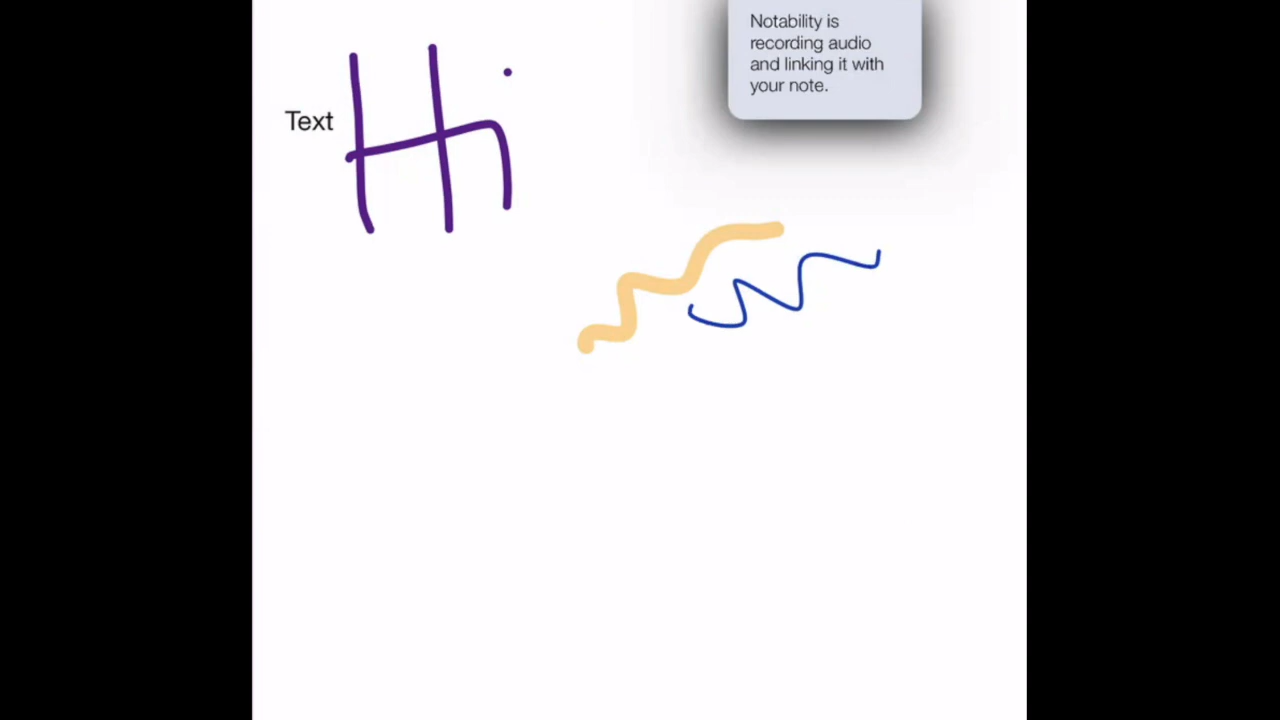 Notability is
recording audio
and linking it with
your note.
Text Hi